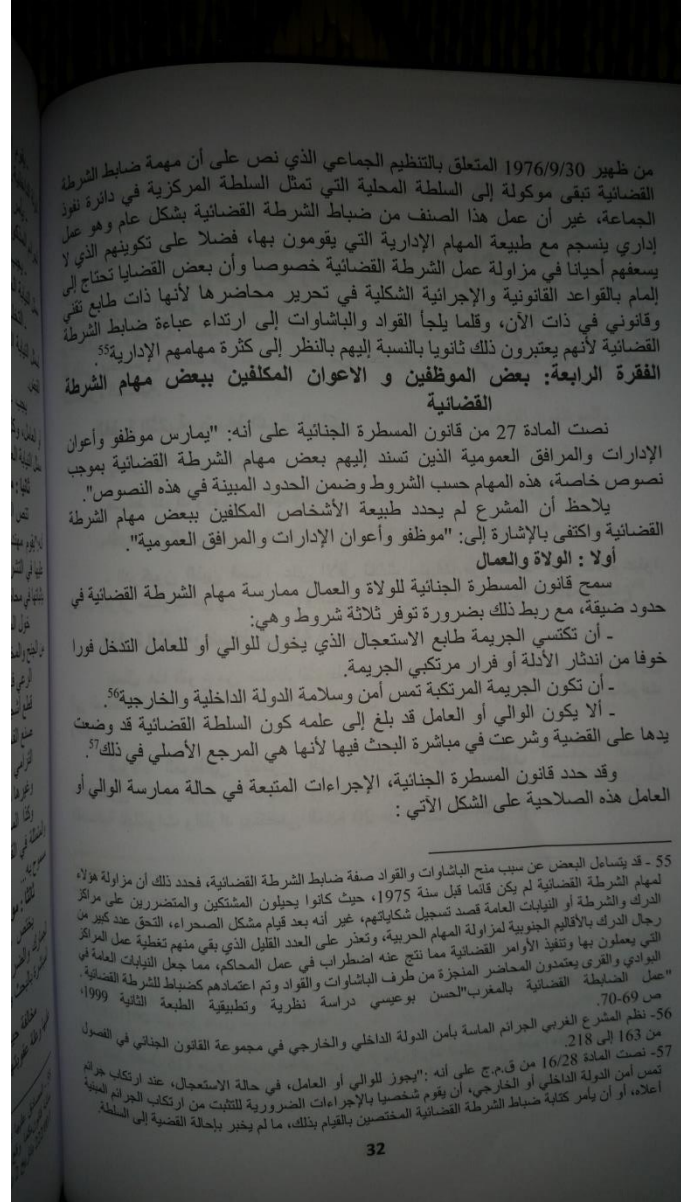 من ظهير 1976/9/30 المتعلق بالتنظيم الجماعي الذي نص على أن مهمة ضابط الشرطة
القضائية تبقى موكولة إلى السلطة المحلية التي تمثل السلطة المركزية في دائرة نفوذ
الجماعة، غير أن عمل هذا الصنف من ضباط الشرطة القضائية بشكل عام وهو عمل
إداري ينسجم مع طبيعة المهام الإدارية التي يقومون بها، فضلا على تكوينهم الذي لا
يسعفهم أحيانا في مزاولة عمل الشرطة القضائية خصوصا وأن بعض القضايا تحتاج إلى
إلمام بالقواعد القانونية والإجرائية الشكلية في تحرير محاضرها لأنها ذات طابع تقني
وقانوني في ذات الآن، وقلما يلجأ القواد والباشاوات إلى ارتداء عباءة ضابط الشرطة
القضائية لأنهم يعتبرون ذلك ثانويا بالنسبة إليهم بالنظر إلى كثرة مهامهم الإدارية55.
الفقرة الرابعة: بعض الموظفين و الاعوان المكلفين ببعض مهام الشرطة
القضائية
نصت المادة 27 من قانون المسطرة الجنائية على أنه: "يمارس موظفو وأعوان
الإدارات والمرافق العمومية الذين تسند إليهم بعض مهام الشرطة القضائية بموجب
نصوص خاصة، هذه المهام حسب الشروط وضمن الحدود المبينة في هذه النصوص".
يلاحظ أن المشرع لم يحدد طبيعة الأشخاص المكلفين ببعض مهام الشرطة
القضائية واكتفى بالإشارة إلى: "موظفو وأعوان الإدارات والمرافق العمومية".
أولا : الولاة والعمال
سمح قانون المسطرة الجنائية للولاة والعمال ممارسة مهام الشرطة القضائية في
حدود ضيقة، مع ربط ذلك بضرورة توفر ثلاثة شروط وهي:
- أن تكتسي الجريمة طابع الاستعجال الذي يخول للوالي أو للعامل التدخل فورا
خوفا من اندثار الأدلة أو فرار مرتكبي الجريمة.
- أن تكون الجريمة المرتكبة تمس أمن وسلامة الدولة الداخلية والخارجية56.
- ألا يكون الوالي أو العامل قد بلغ إلى علمه كون السلطة القضائية قد وضعت
يدها على القضية وشرعت في مباشرة البحث فيها لأنها هي المرجع الأصلي في ذلك57.
وقد حدد قانون المسطرة الجنائية، الإجراءات المتبعة في حالة ممارسة الوالي أو
العامل هذه الصلاحية على الشكل الآتي :
55 - قد يتساءل البعض عن سبب منح الباشاوات والقواد صفة ضابط الشرطة القضائية، فحدد ذلك أن مزاولة هؤلاء
لمهام الشرطة القضائية لم يكن قائما قبل سنة 1975، حيث كانوا يحيلون المشتكين والمتضررين على مراكز
الدرك والشرطة أو النيابات العامة قصد تسجيل شكاياتهم، غير أنه بعد قيام مشكل الصحراء، التحق عدد كبير من
رجال الدرك بالأقاليم الجنوبية لمزاولة المهام الحربية، وتعذر على العدد القليل الذي بقي منهم تغطية عمل المراكز
التي يعملون بها وتنفيذ الأوامر القضائية مما نتج عنه اضطراب في عمل المحاكم، مما جعل النيابات العامة في
البوادي والقرى يعتمدون المحاضر المنجزة من طرف الباشاوات والقواد وتم اعتمادهم كضباط للشرطة القضائية.
"عمل الضابطة القضائية بالمغرب"لحسن بوعيسي دراسة نظرية وتطبيقية الطبعة الثانية 1999،
ص 69-70.
56- نظم المشرع الغربي الجرائم الماسة بأمن الدولة الداخلي والخارجي في مجموعة القانون الجنائي في الفصول
من 163 إلى 218.
57- نصت المادة 16/28 من ق.م.ج على أنه :"يجوز للوالي أو العامل، في حالة الاستعجال، عند ارتكاب جرائم
تمس أمن الدولة الداخلي أو الخارجي، أن يقوم شخصيا بالإجراءات الضرورية للتثبت من ارتكاب الجرائم المبينة
أعلاه، أو ان يأمر كتابة ضباط الشرطة القضائية المختصين بالقيام بذلك، ما لم يخبر بإحالة القضية إلى السلطة.
32